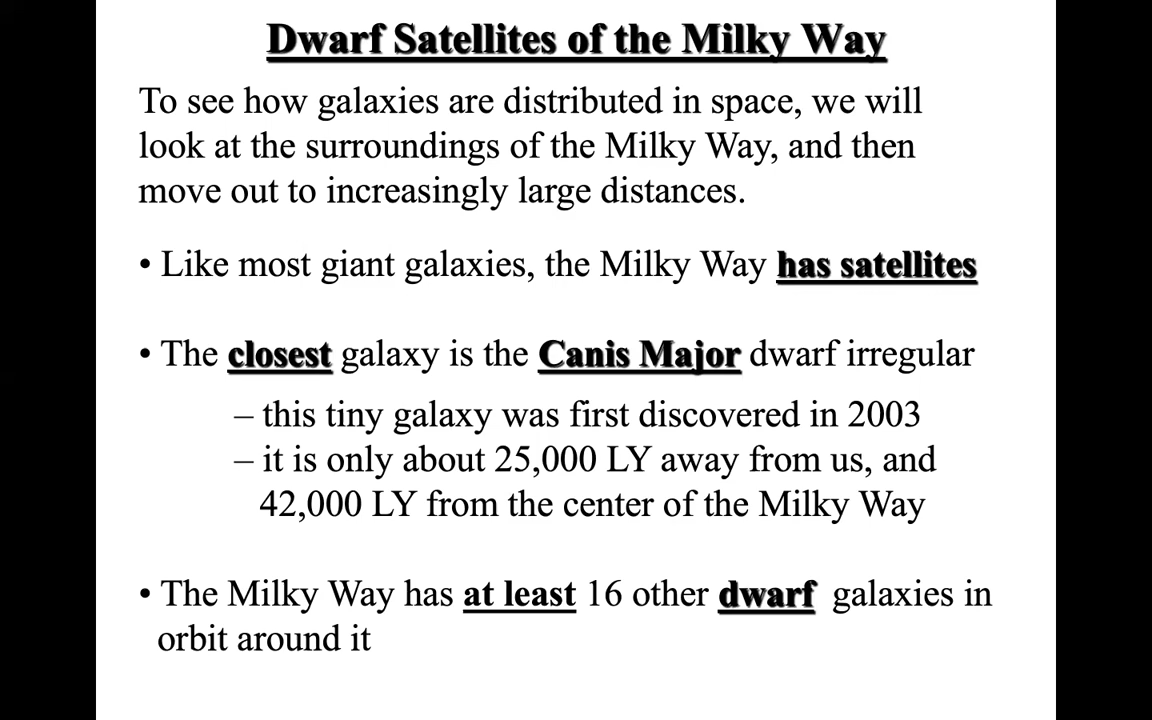 Dwarf Satellites of the Milky Way
To see how galaxies are distributed in space, we will
look at the surroundings of the Milky Way, and then
move out to increasingly large distances.
• Like most giant galaxies, the Milky Way has satellites
• The closest galaxy is the Canis Major dwarf irregular
– this tiny galaxy was first discovered in 2003
– it is only about 25,000 LY away from us, and
42,000 LY from the center of the Milky Way
• The Milky Way has at least 16 other dwarf galaxies in
orbit around it